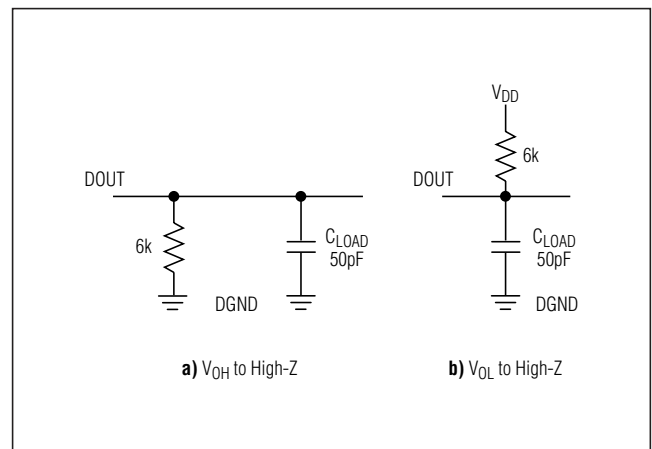 DOUT
6k
CLOAD
50pF
DGND
a) VOH to High-Z
VDD
6k
DOUT
CLOAD
50pF
DGND
b) VOL to High-Z